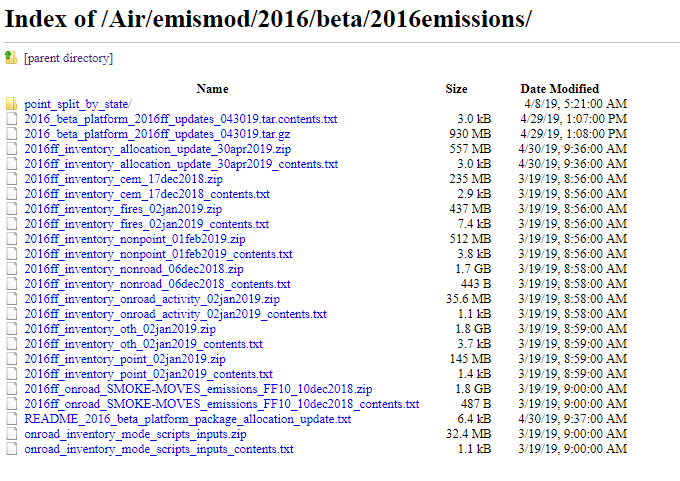 Index of /Air/emismod/2016/beta/2016emissions/
[parent directory]
Name Size Date Modified
point_split_by_state/ 4/8/19, 5:21:00 AM
2016_beta_platform_2016ff_updates_043019.tar.contents.txt 3.0 kB 4/29/19, 1:07:00 PM
2016_beta_platform_2016ff_updates_043019.tar.gz 930 MB 4/29/19, 1:08:00 PM
2016ff_inventory_allocation_update_30apr2019.zip 557 MB 4/30/19, 9:36:00 AM
2016ff_inventory_allocation_update_30apr2019_contents.txt 3.0 kB 4/30/19, 9:36:00 AM
2016ff_inventory_cem_17dec2018.zip 235 MB 3/19/19, 8:56:00 AM
2016ff_inventory_cem_17dec2018_contents.txt 2.9 kB 3/19/19, 8:56:00 AM
2016ff_inventory_fires_02jan2019.zip 437 MB 3/19/19, 8:56:00 AM
2016ff_inventory_fires_02jan2019_contents.txt 7.4 kB 3/19/19, 8:56:00 AM
2016ff_inventory_nonpoint_01feb2019.zip 512 MB 3/19/19, 8:56:00 AM
2016ff_inventory_nonpoint_01feb2019_contents.txt 3.8 kB 3/19/19, 8:56:00 AM
2016ff_inventory_nonroad_06dec2018.zip 1.7 GB 3/19/19, 8:58:00 AM
2016ff_inventory_nonroad_06dec2018_contents.txt 443 B 3/19/19, 8:58:00 AM
2016ff_inventory_onroad_activity_02jan2019.zip 35.6 MB 3/19/19, 8:58:00 AM
2016ff_inventory_onroad_activity_02jan2019_contents.txt 1.1 kB 3/19/19, 8:58:00 AM
2016ff_inventory_oth_02jan2019.zip 1.8 GB 3/19/19, 8:59:00 AM
2016ff_inventory_oth_02jan2019_contents.txt 3.7 kB 3/19/19, 8:59:00 AM
2016ff_inventory_point_02jan2019.zip 145 MB 3/19/19, 8:59:00 AM
2016ff_inventory_point_02jan2019_contents.txt 1.4 kB 3/19/19, 8:59:00 AM
2016ff_onroad_SMOKE-MOVES_emissions_FF10_10dec2018.zip 1.8 GB 3/19/19, 9:00:00 AM
2016ff_onroad_SMOKE-MOVES_emissions_FF10_10dec2018_contents.txt 487 B 3/19/19, 9:00:00 AM
README_2016_beta_platform_package_allocation_update.txt 6.4 kB 4/30/19, 9:37:00 AM
onroad_inventory_mode_scripts_inputs.zip 32.4 MB 3/19/19, 9:00:00 AM
onroad_inventory_mode_scripts_inputs_contents.txt 1.1 kB 3/19/19, 9:00:00 AM